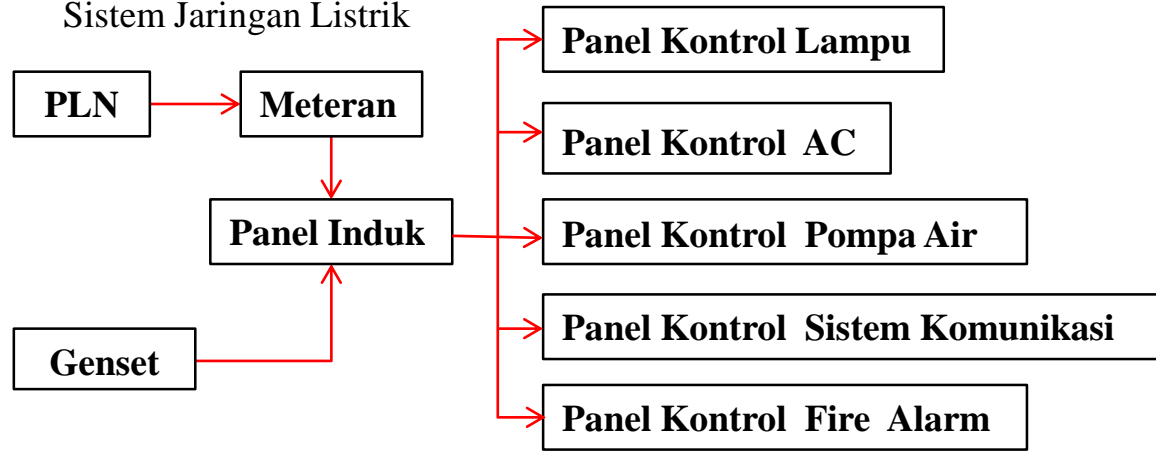 Sistem Jaringan Listrik
PLN
Meteran
Panel Induk
Genset
Panel Kontrol Lampu
Panel Kontrol AC
Panel Kontrol Pompa Air
Panel Kontrol Sistem Komunikasi
Panel Kontrol Fire Alarm